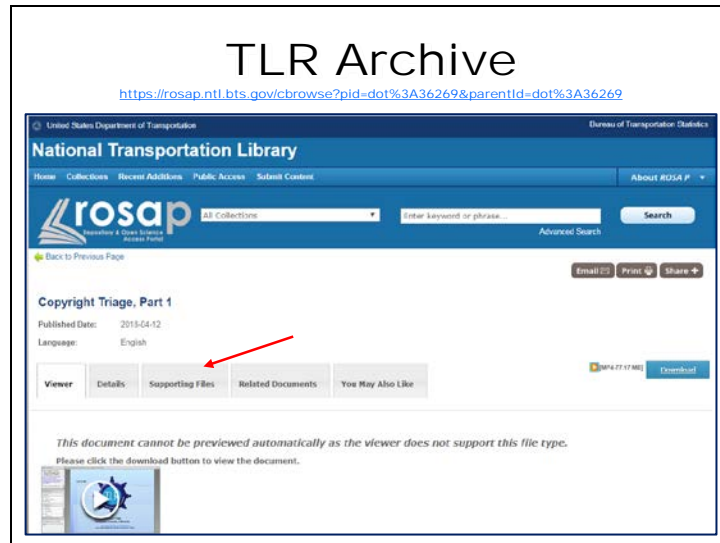 TLR Archive
https://rosap.ntl.bts.gov/cbrowse?pid=dot%3A36269&parentId=dot%3A36269
United States Department of Transportation Bureau of Transportation Statistics
National Transportation Library
Home Collections Recent Additions Public Access Submit Content About ROSA P
rosap All Collections Enter keyword or phrase... Search
Repository & Open Science Access Portal
Advanced Search
Back to Previous Page
Email Print Share +
Copyright Triage, Part 1
Published Date: 2018-04-12
Language: English
Viewer Details Supporting Files Related Documents You May Also Like [MP4-77.17 MB] Download
This document cannot be previewed automatically as the viewer does not support this file type.
Please click the download button to view the document.